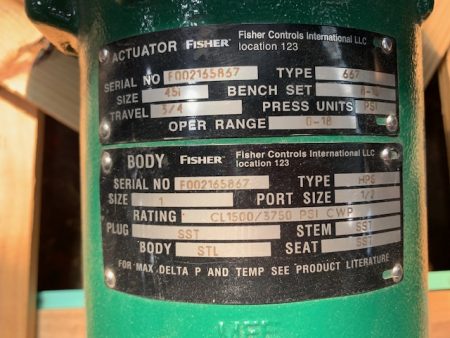 ACTUATOR FISHER Fisher Controls International LLC
location 123
SERIAL NO F002165867 TYPE 667
SIZE 45i BENCH SET
TRAVEL 3/4 PRESS UNITS PSI
OPER RANGE 0-18
BODY FISHER Fisher Controls International LLC
location 123
SERIAL NO F002165867 TYPE HPS
SIZE 1 PORT SIZE 1/2
RATING CL1500/3750 PSI CWP
PLUG SST STEM SST
BODY STL SEAT SST
FOR MAX DELTA P AND TEMP SEE PRODUCT LITERATURE